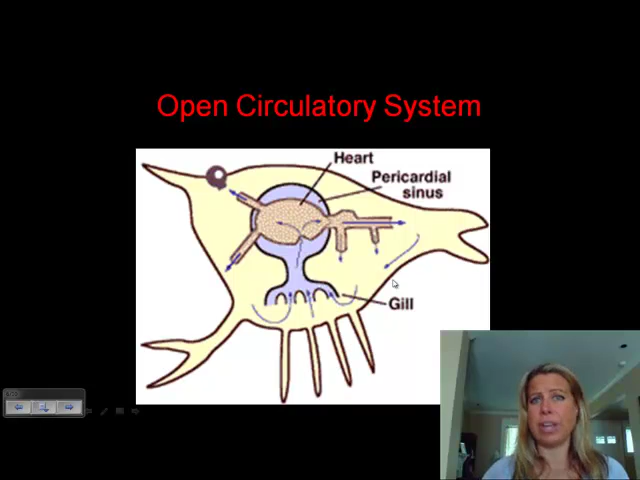 Open Circulatory System
Heart
Pericardial
sinus
Gill